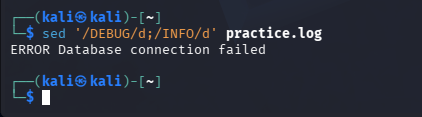 ┌──(kali㉿kali)-[~]
└─$ sed '/DEBUG/d;/INFO/d' practice.log
ERROR Database connection failed
┌──(kali㉿kali)-[~]
└─$